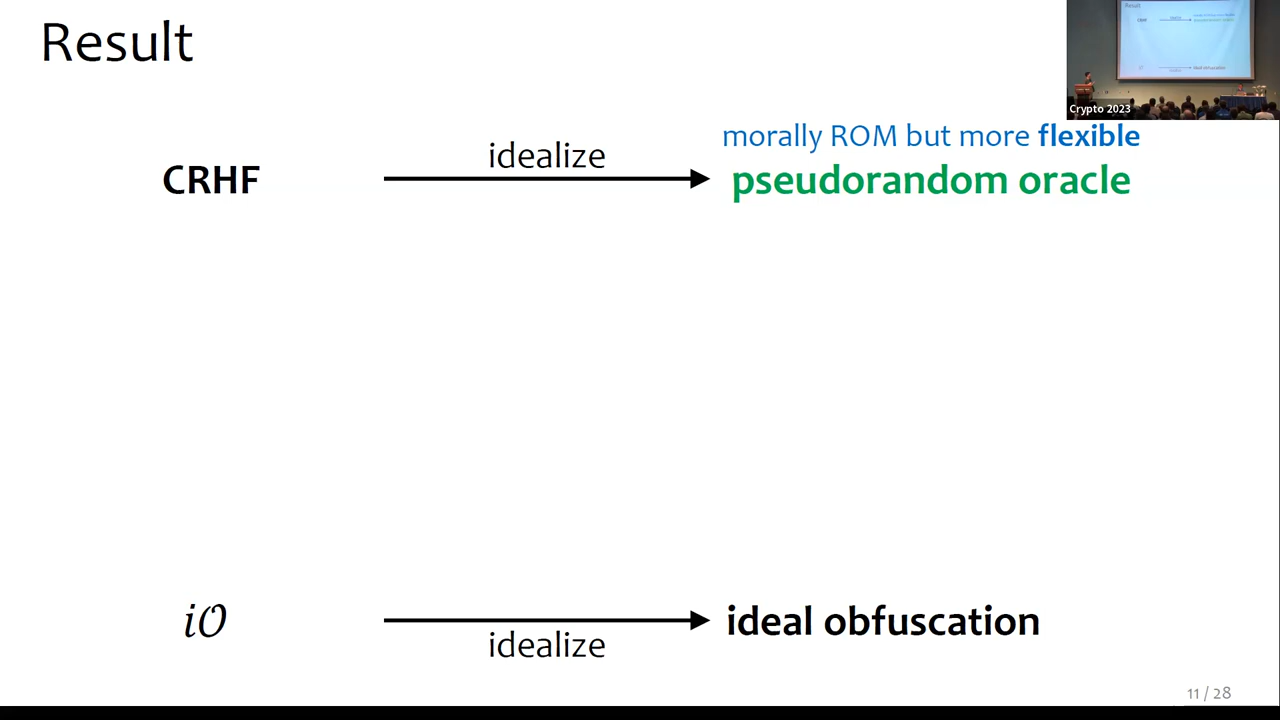 Result
Crypto 2023
morally ROM but more flexible
CRHF
idealize
pseudorandom oracle
iO
idealize
ideal obfuscation
11 / 28